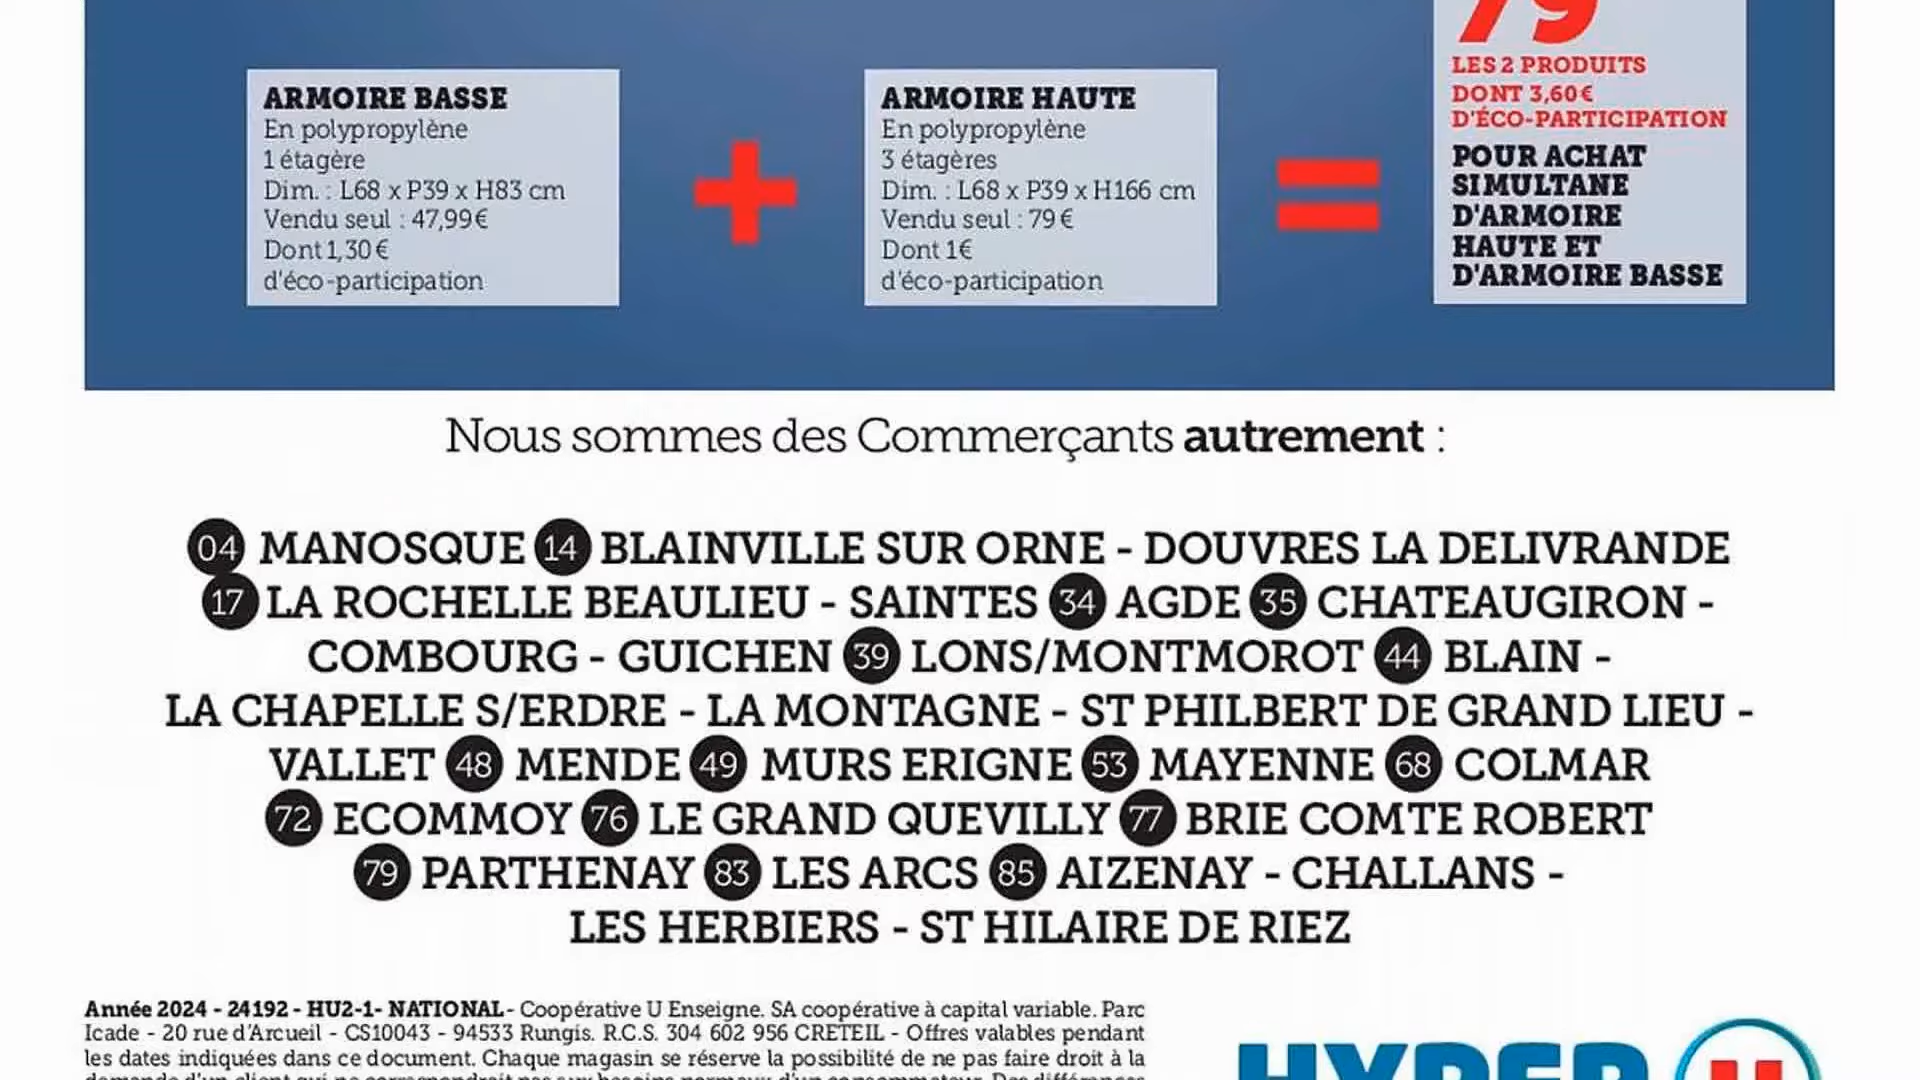 79
LES 2 PRODUITS
DONT 3,60€
D'ÉCO-PARTICIPATION
POUR ACHAT
SIMULTANE
D'ARMOIRE
HAUTE ET
D'ARMOIRE BASSE
ARMOIRE BASSE
En polypropylène
1 étagère
Dim. : L68 x P39 x H83 cm
Vendu seul : 47,99€
Dont 1,30€
d'éco-participation
+
ARMOIRE HAUTE
En polypropylène
3 étagères
Dim. : L68 x P39 x H166 cm
Vendu seul : 79€
Dont 1€
d'éco-participation
=
Nous sommes des Commerçants autrement :
04 MANOSQUE 14 BLAINVILLE SUR ORNE - DOUVRES LA DELIVRANDE
17 LA ROCHELLE BEAULIEU - SAINTES 34 AGDE 35 CHATEAUGIRON -
COMBOURG - GUICHEN 39 LONS/MONTMOROT 44 BLAIN -
LA CHAPELLE S/ERDRE - LA MONTAGNE - ST PHILBERT DE GRAND LIEU -
VALLET 48 MENDE 49 MURS ERIGNE 53 MAYENNE 68 COLMAR
72 ECOMMOY 76 LE GRAND QUEVILLY 77 BRIE COMTE ROBERT
79 PARTHENAY 83 LES ARCS 85 AIZENAY - CHALLANS -
LES HERBIERS - ST HILAIRE DE RIEZ
Année 2024 - 24192 - HU2-1- NATIONAL- Coopérative U Enseigne. SA coopérative à capital variable. Parc
Icade - 20 rue d'Arcueil - CS10043 - 94533 Rungis. R.C.S. 304 602 956 CRETEIL - Offres valables pendant
les dates indiquées dans ce document. Chaque magasin se réserve la possibilité de ne pas faire droit à la
HYPER U